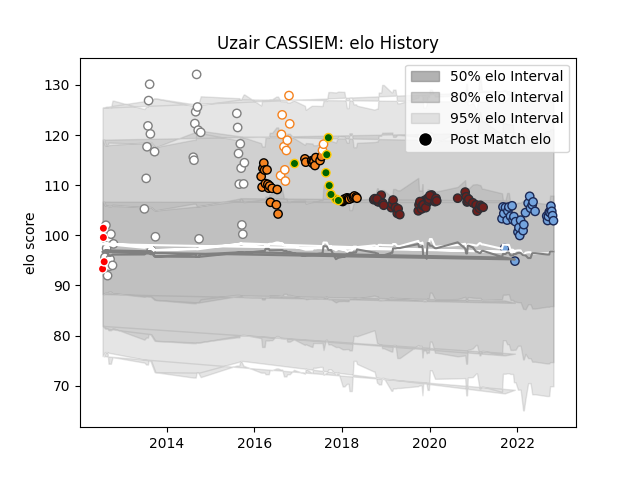 Uzair CASSIEM: elo History
50% elo Interval
80% elo Interval
95% elo Interval
Post Match elo
elo score
130
120
110
100
90
80
70
2014
2016
2018
2020
2022